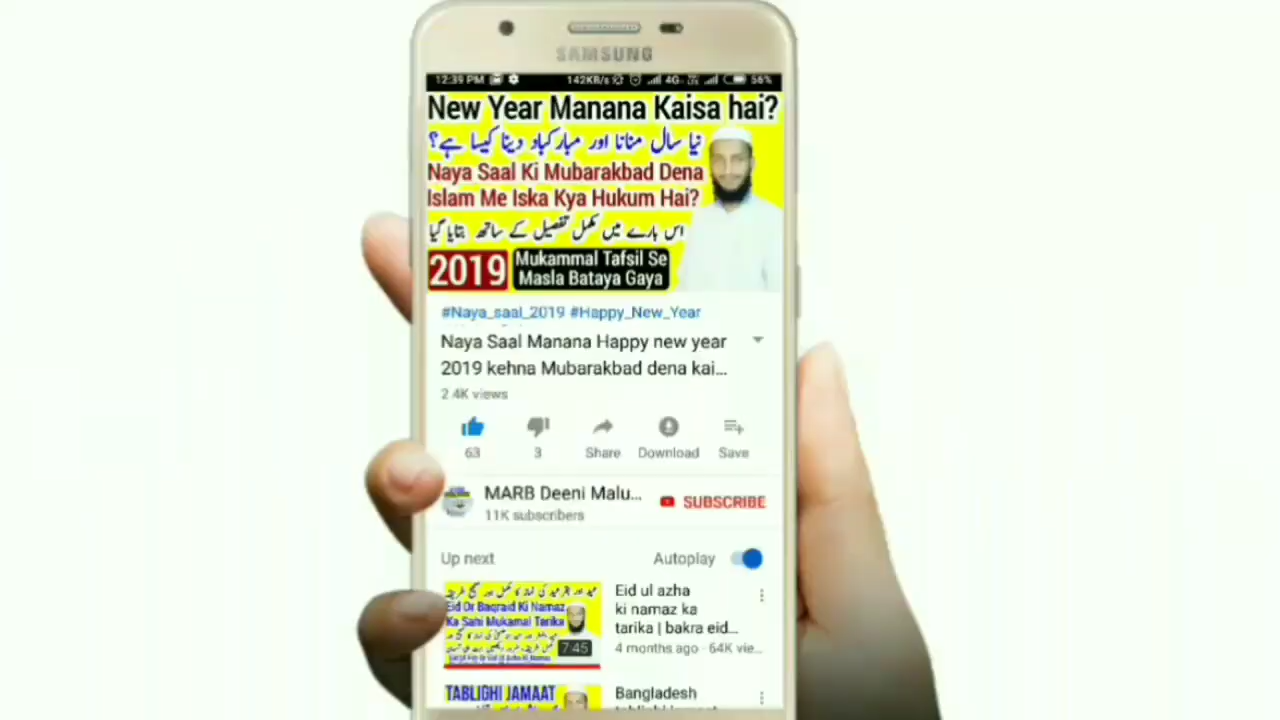 SAMSUNG
12:39 PM 142KB/s 4G 56%
New Year Manana Kaisa hai?
نیا سال منانا اور مبارکباد دینا کیسا ہے؟
Naya Saal Ki Mubarakbad Dena
Islam Me Iska Kya Hukum Hai?
اس بارے میں مکمل تفصیل کے ساتھ بتایا گیا
2019
Mukammal Tafsil Se
Masla Bataya Gaya
#Naya_saal_2019 #Happy_New_Year
Naya Saal Manana Happy new year
2019 kehna Mubarakbad dena kai...
2.4K views
63 3 Share Download Save
MARB Deeni Malu... SUBSCRIBE
11K subscribers
Up next Autoplay
Eid Or Baqraid Ki Namaz
Ka Sahi Mukamal Tarika
7:45
Eid ul azha
ki namaz ka
tarika | bakra eid...
4 months ago · 64K vie...
TABLIGHI JAMAAT
Bangladesh
tablighi jamaat